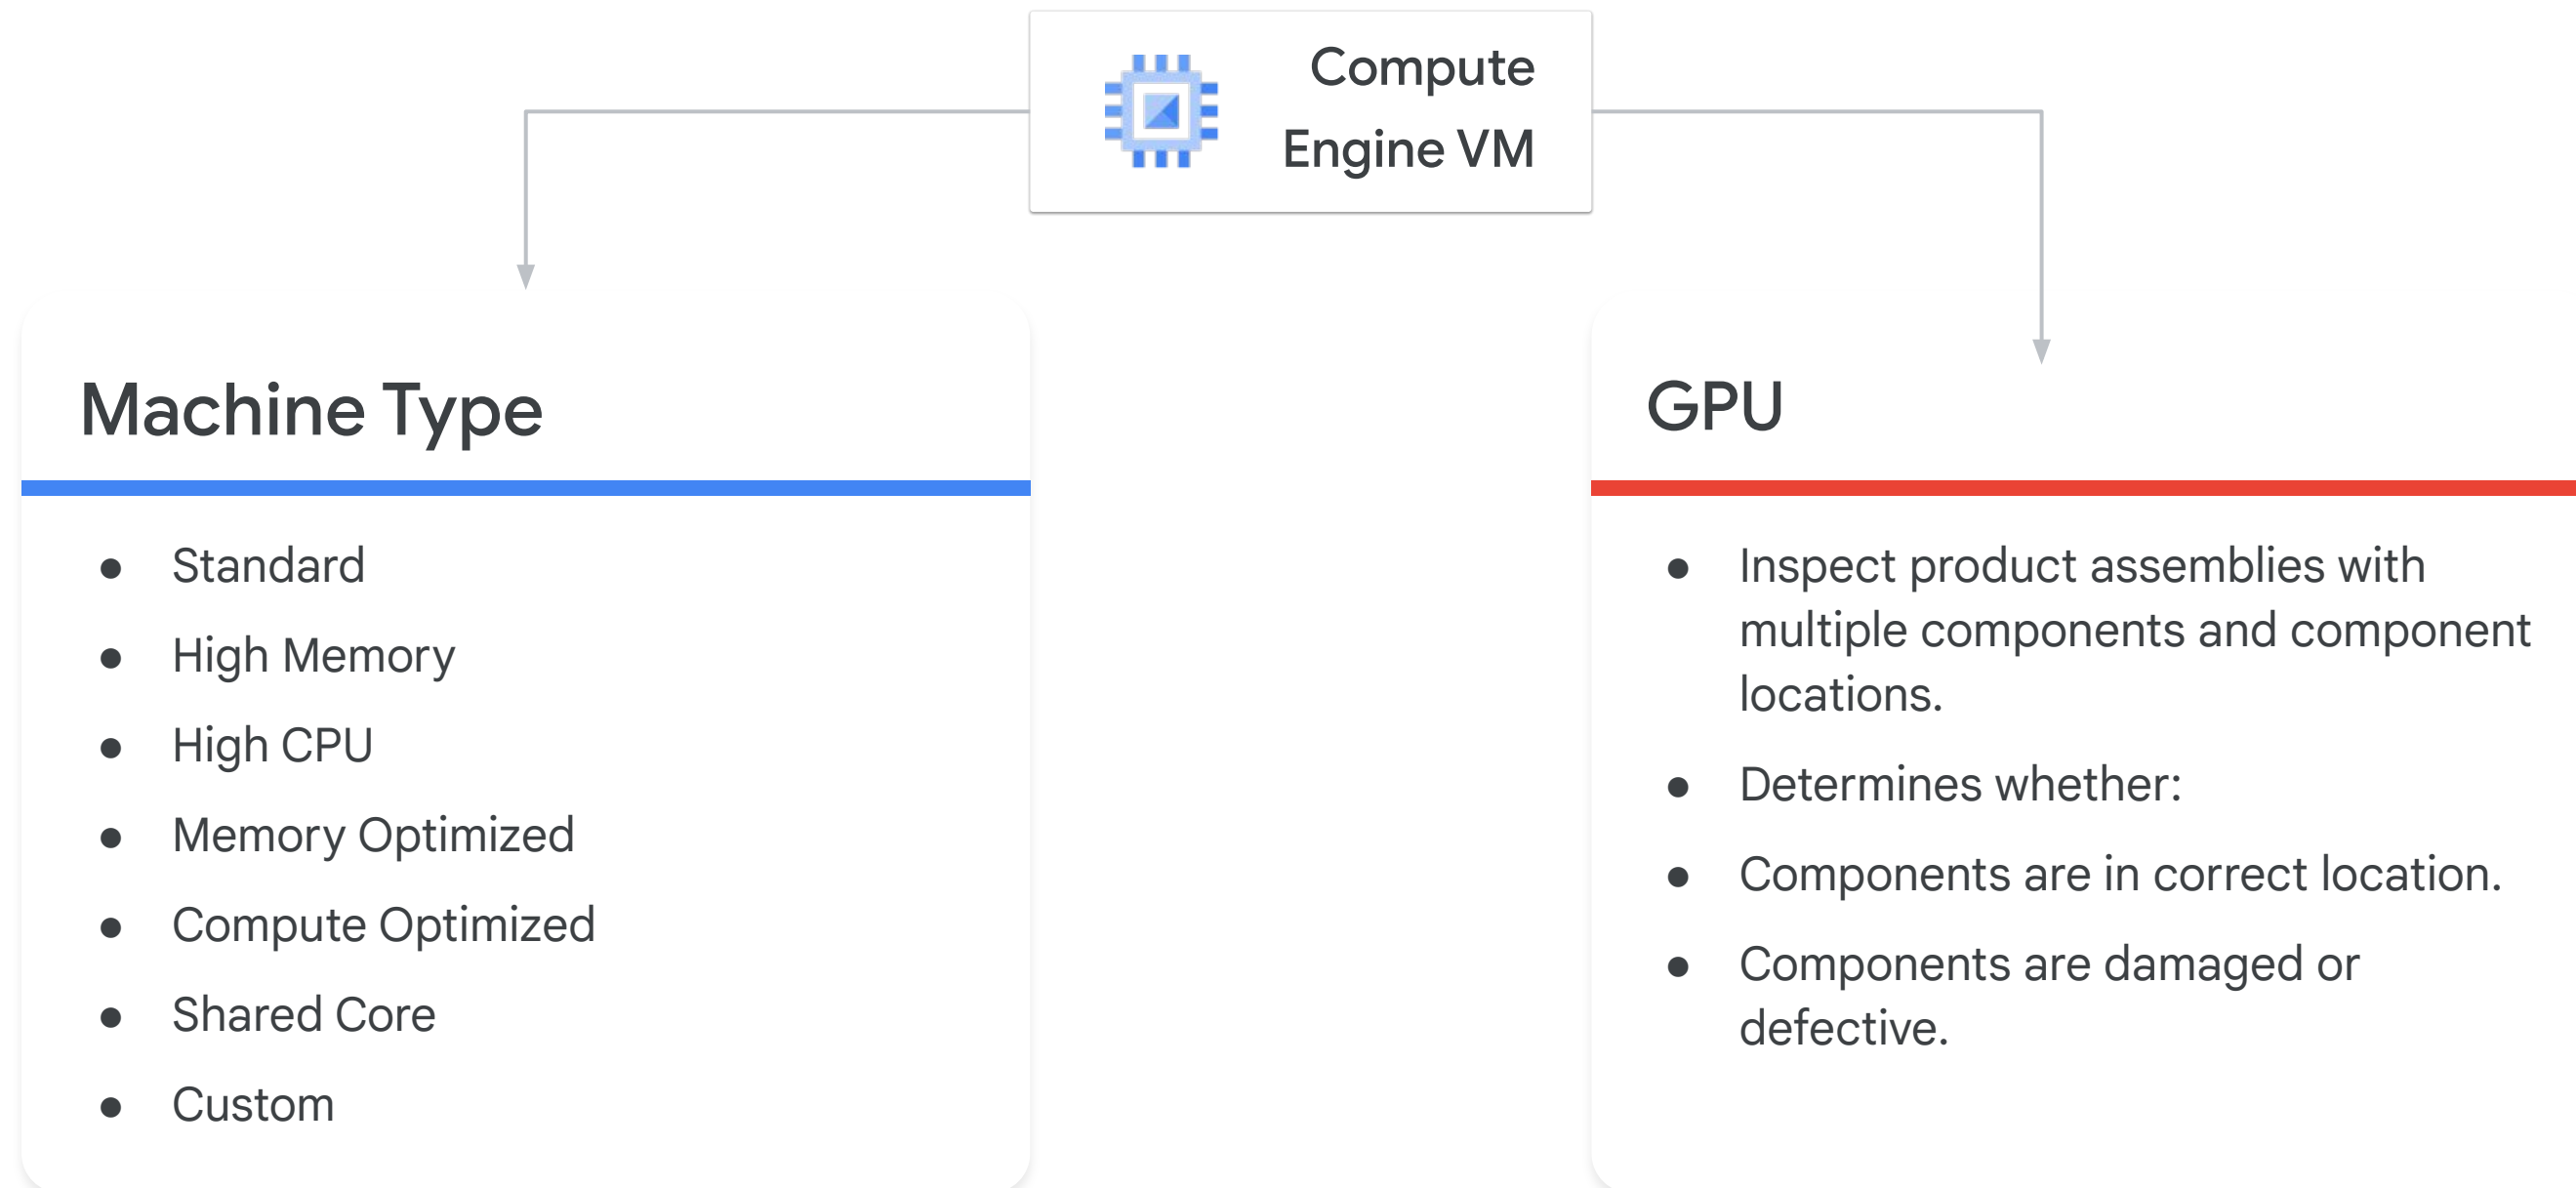 Compute
Engine VM
Machine Type
● Standard
● High Memory
● High CPU
● Memory Optimized
● Compute Optimized
● Shared Core
● Custom
GPU
● Inspect product assemblies with
multiple components and component
locations.
● Determines whether:
● Components are in correct location.
● Components are damaged or
defective.